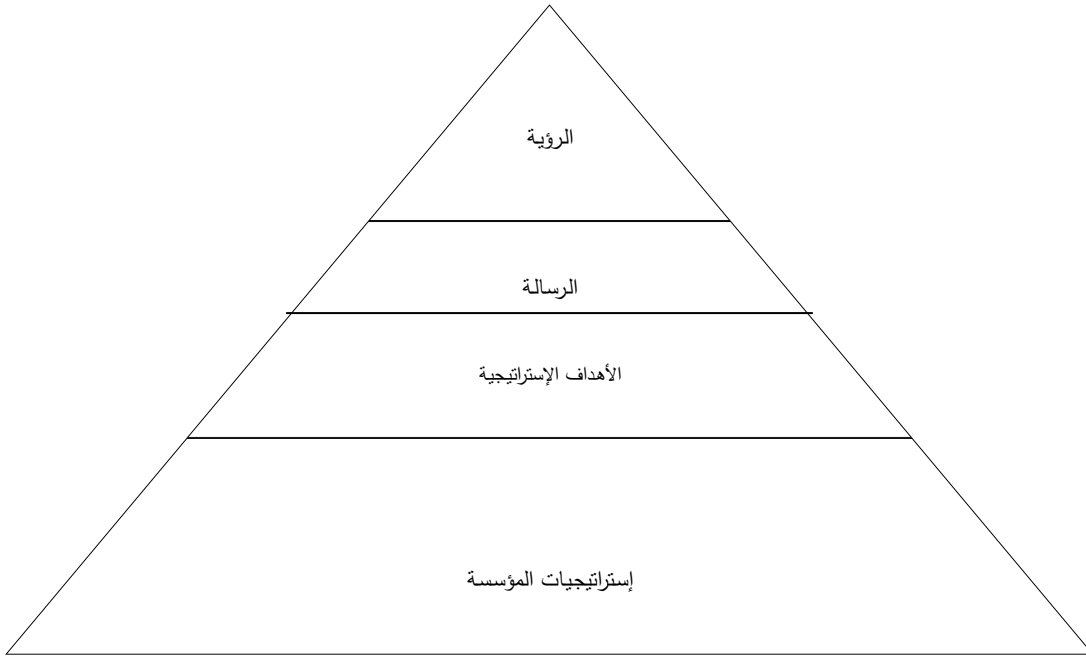 الرؤية
الرسالة
الأهداف الإستراتيجية
إستراتيجيات المؤسسة